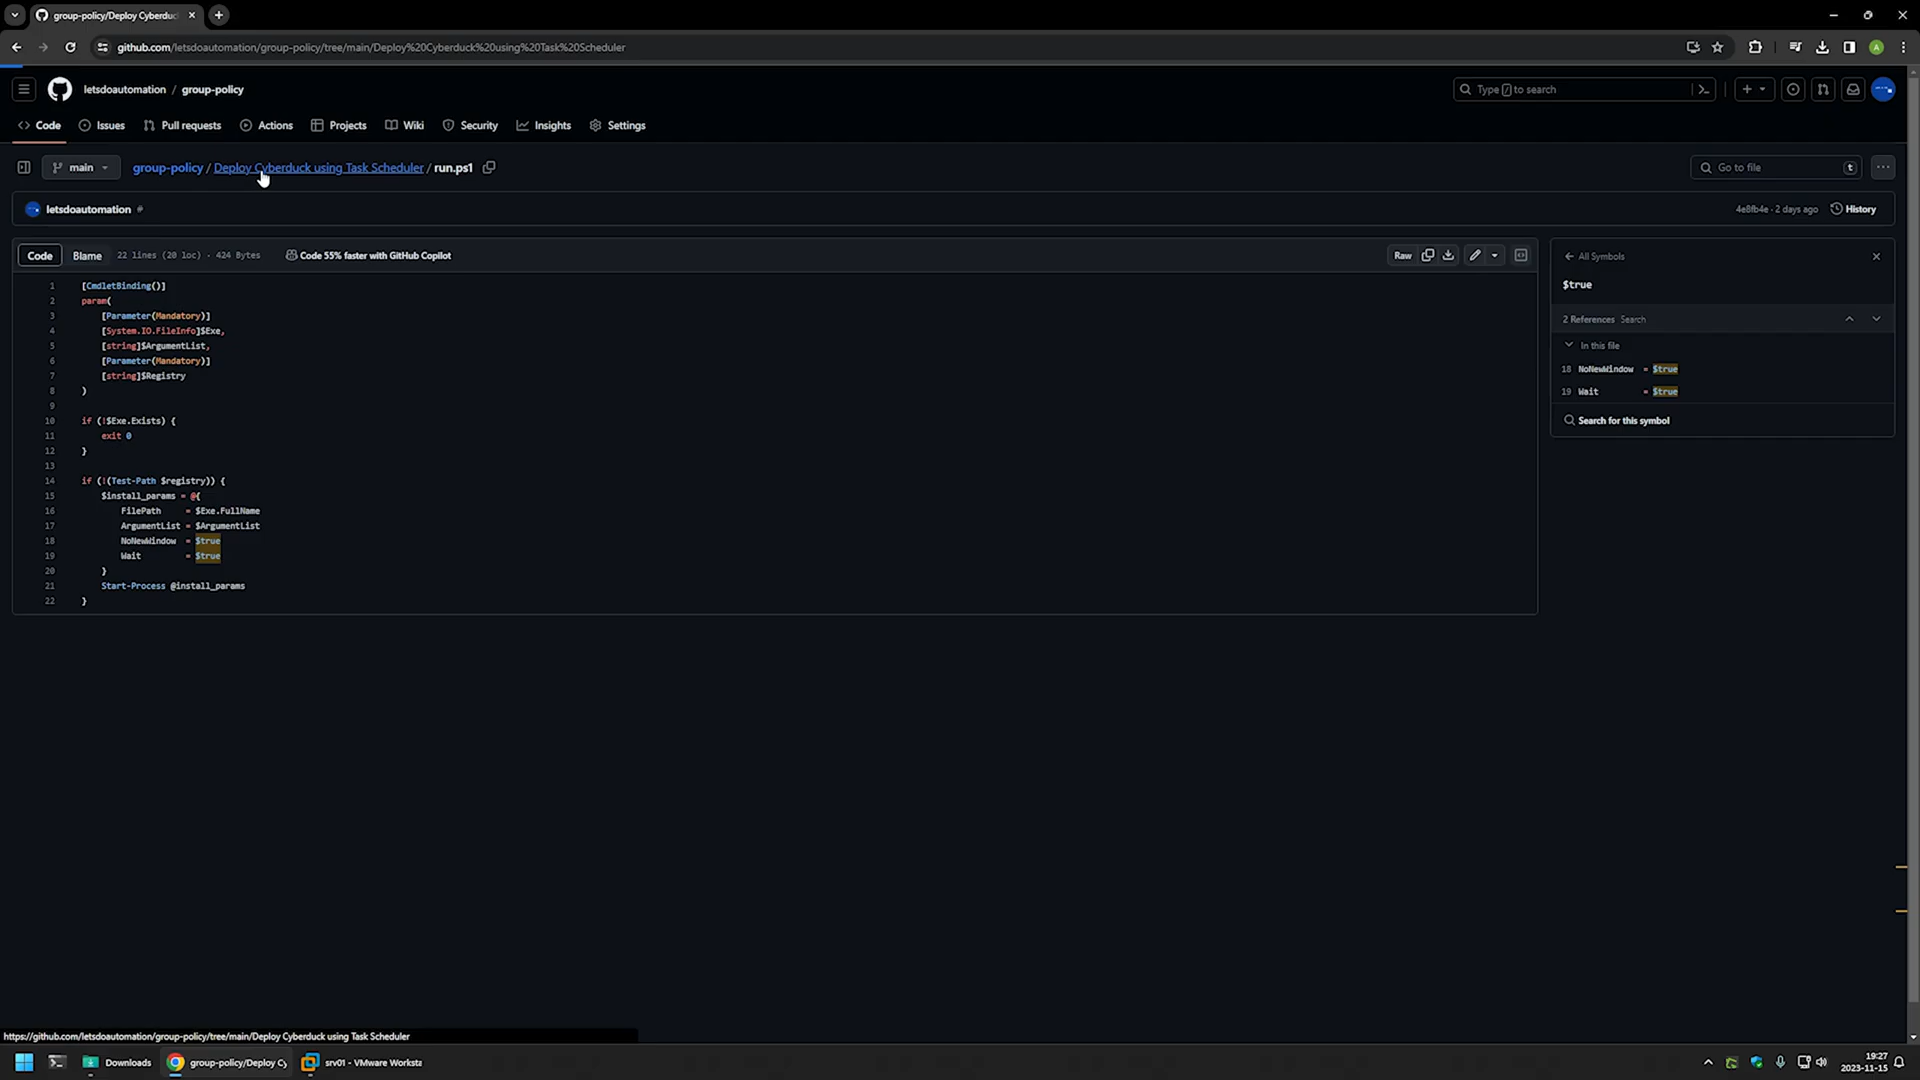 group-policy/Deploy Cyberduc
github.com/letsdoautomation/group-policy/tree/main/Deploy%20Cyberduck%20using%20Task%20Scheduler
A
letsdoautomation / group-policy
Type / to search
Code Issues Pull requests Actions Projects Wiki Security Insights Settings
main group-policy / Deploy Cyberduck using Task Scheduler / run.ps1
Go to file t
letsdoautomation
4e8fb4e · 2 days ago History
Code Blame 22 lines (20 loc) · 424 Bytes Code 55% faster with GitHub Copilot Raw
1 [CmdletBinding()]
2 param(
3 [Parameter(Mandatory)]
4 [System.IO.FileInfo]$Exe,
5 [string]$ArgumentList,
6 [Parameter(Mandatory)]
7 [string]$Registry
8 )
9
10 if (!$Exe.Exists) {
11 exit 0
12 }
13
14 if (!(Test-Path $registry)) {
15 $install_params = @{
16 FilePath = $Exe.FullName
17 ArgumentList = $ArgumentList
18 NoNewWindow = $true
19 Wait = $true
20 }
21 Start-Process @install_params
22 }
All Symbols
$true
2 References Search
In this file
18 NoNewWindow = $true
19 Wait = $true
Search for this symbol
https://github.com/letsdoautomation/group-policy/tree/main/Deploy Cyberduck using Task Scheduler
Downloads group-policy/Deploy Cy srv01 - VMware Worksta
19:27
2023-11-15